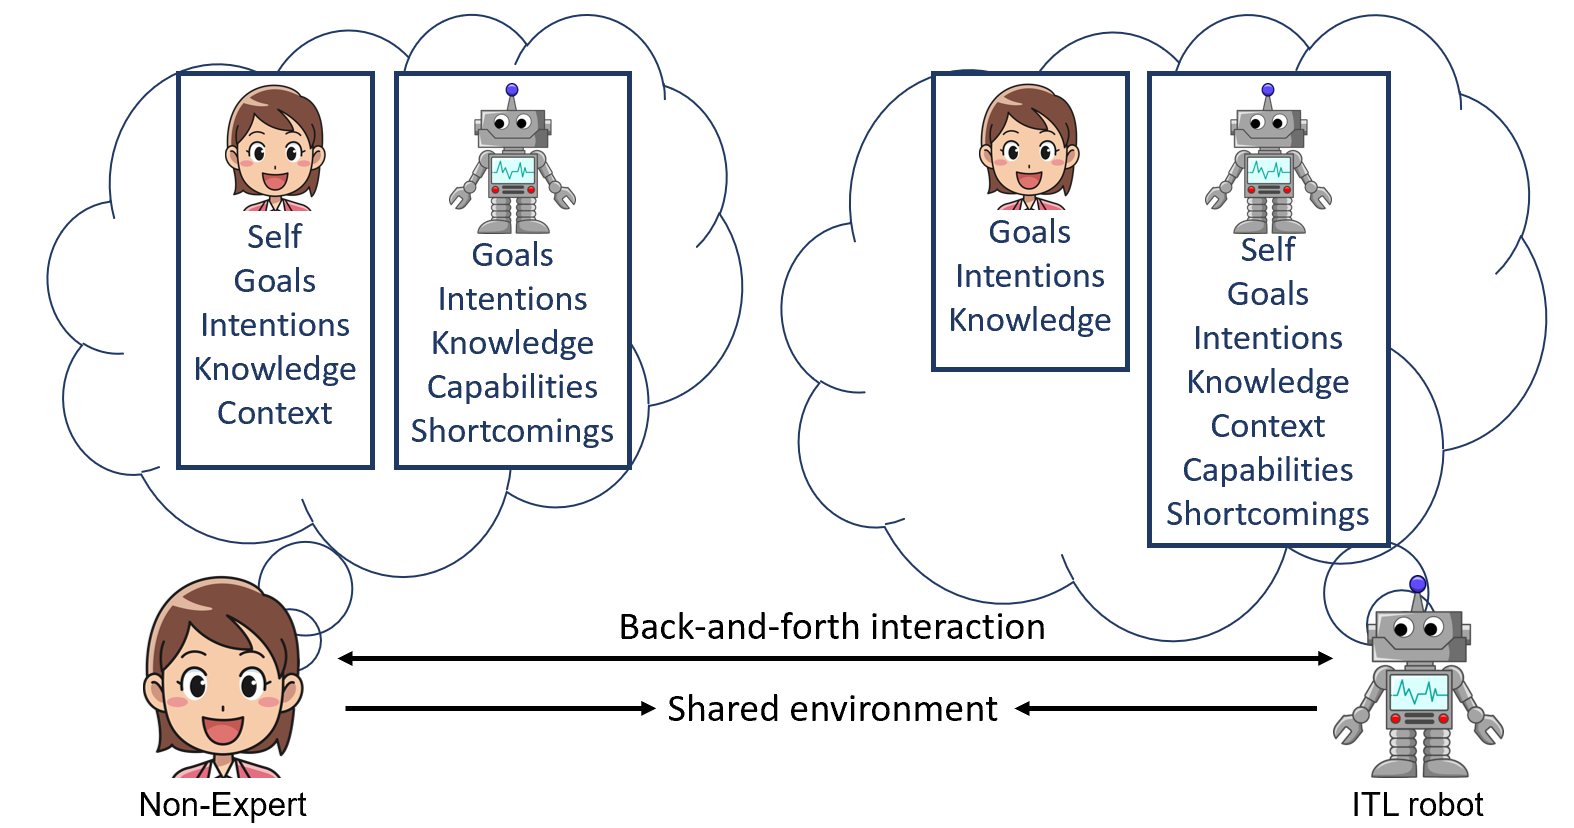 Self
Goals
Intentions
Knowledge
Context
Goals
Intentions
Knowledge
Capabilities
Shortcomings
Goals
Intentions
Knowledge
Self
Goals
Intentions
Knowledge
Context
Capabilities
Shortcomings
Back-and-forth interaction
Shared environment
Non-Expert
ITL robot